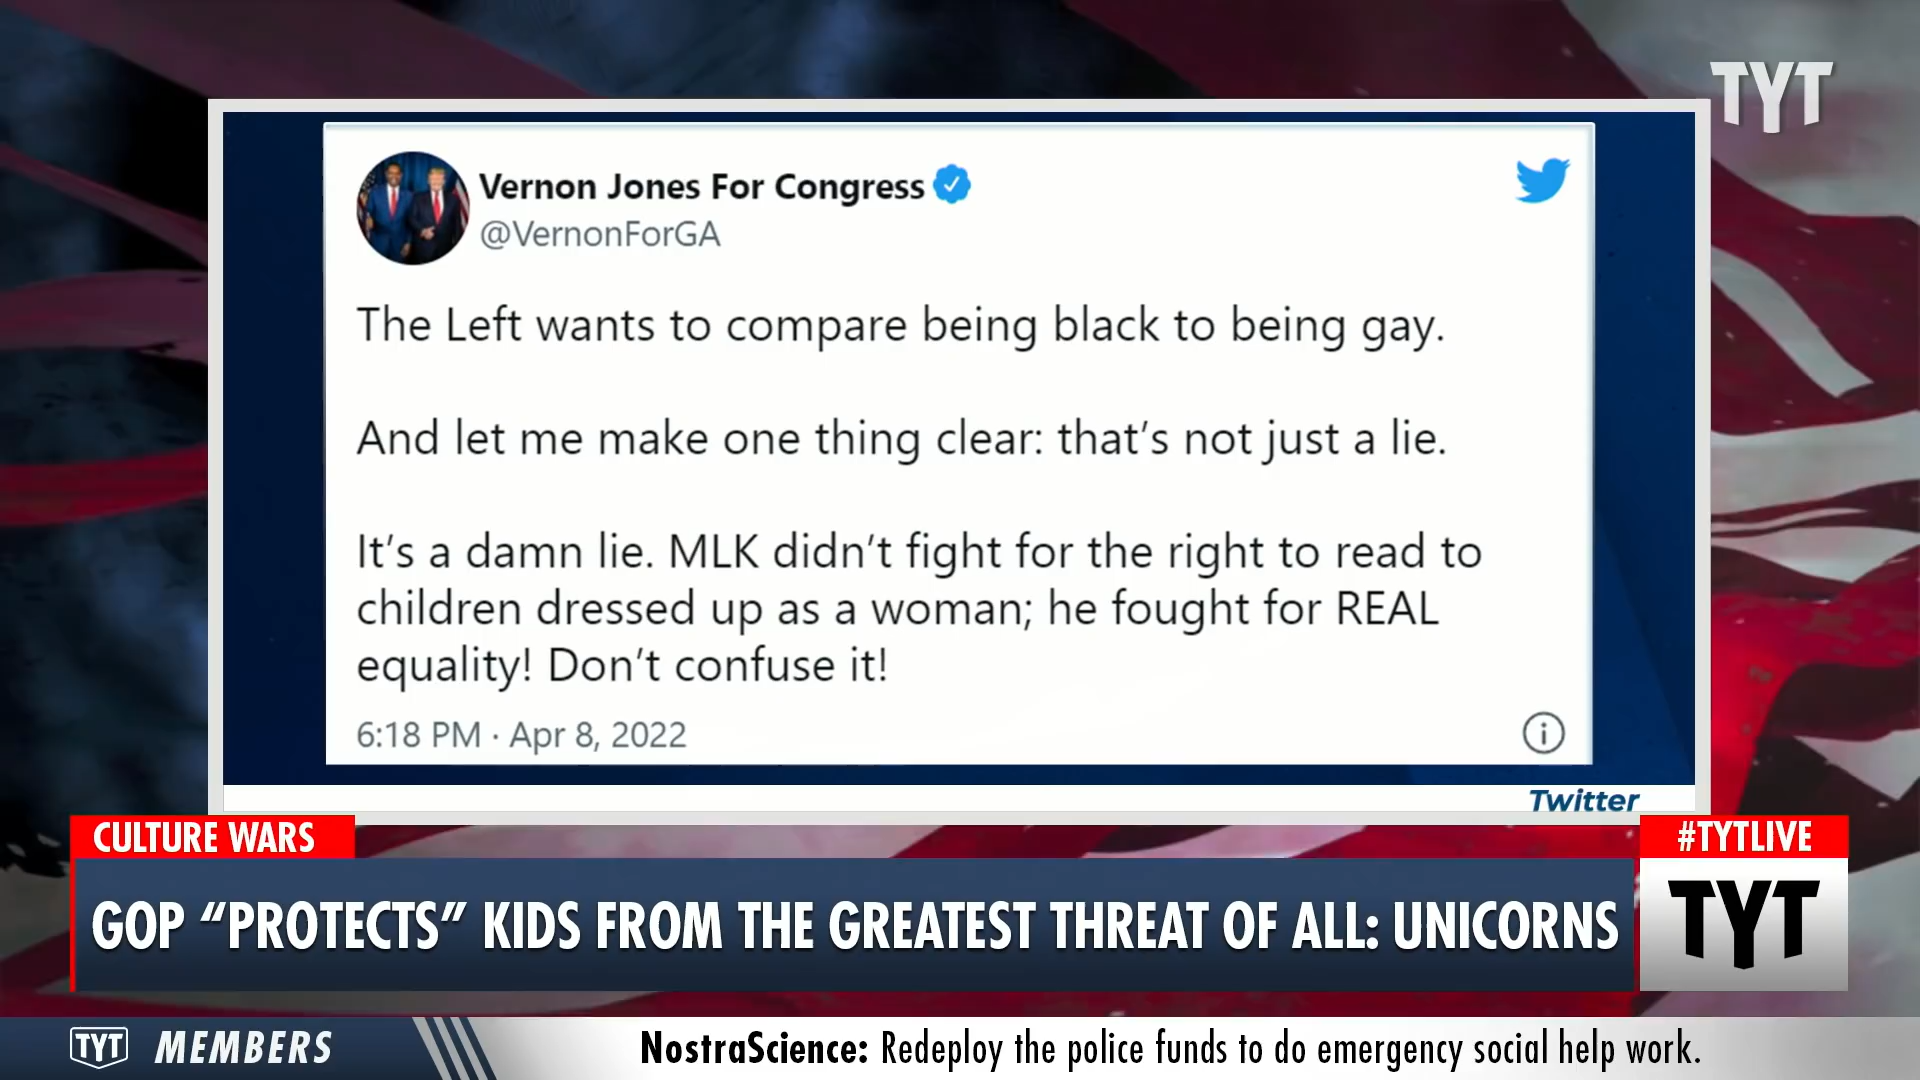 TYT
Vernon Jones For Congress
@VernonForGA
The Left wants to compare being black to being gay.
And let me make one thing clear: that's not just a lie.
It's a damn lie. MLK didn't fight for the right to read to
children dressed up as a woman; he fought for REAL
equality! Don't confuse it!
6:18 PM · Apr 8, 2022
Twitter
CULTURE WARS
#TYTLIVE
GOP “PROTECTS” KIDS FROM THE GREATEST THREAT OF ALL: UNICORNS
TYT
TYT MEMBERS
NostraScience: Redeploy the police funds to do emergency social help work.